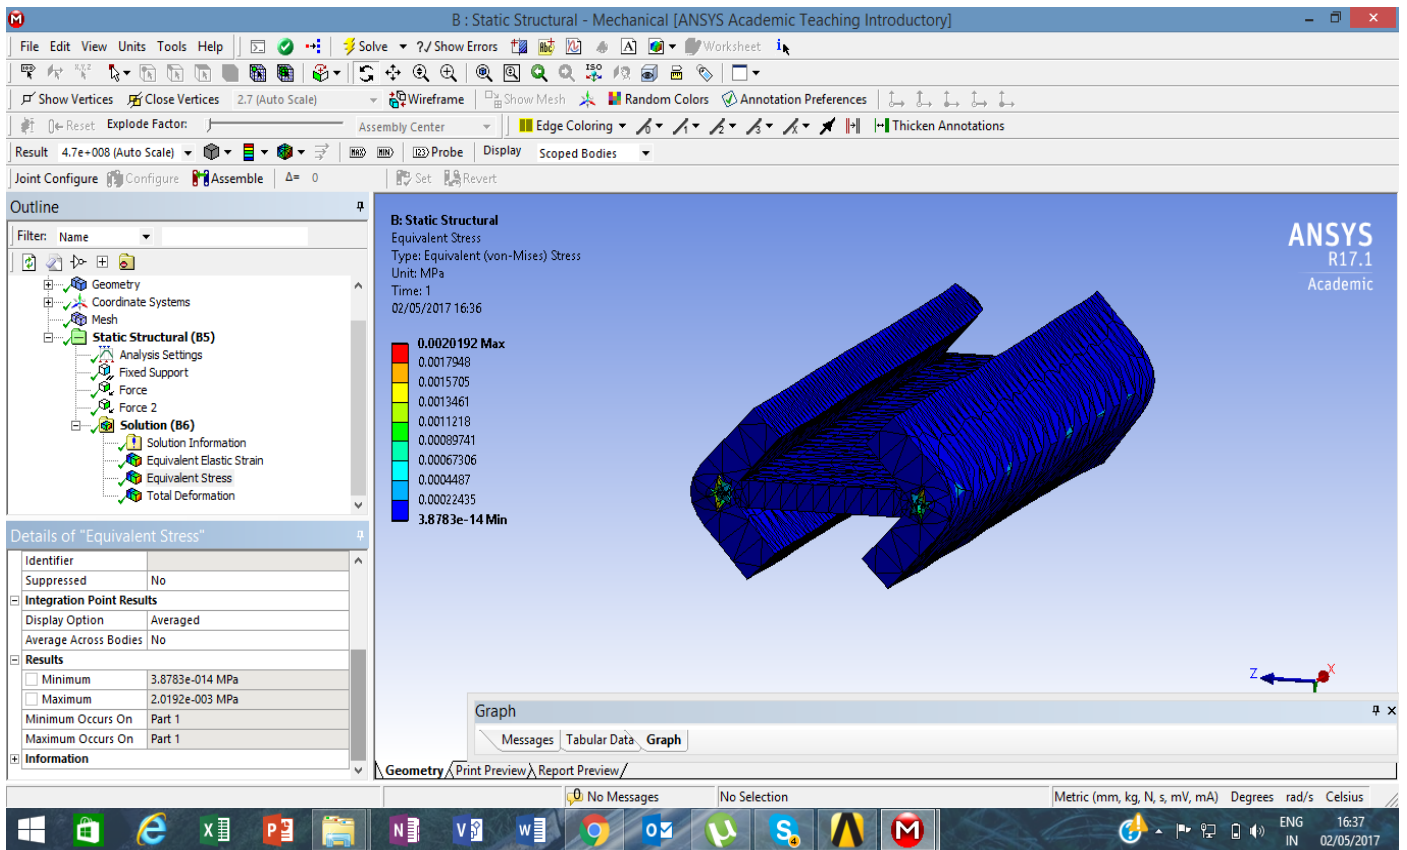 B : Static Structural - Mechanical [ANSYS Academic Teaching Introductory]
File Edit View Units Tools Help Solve ?/ Show Errors Worksheet
Show Vertices Close Vertices 2.7 (Auto Scale) Wireframe Show Mesh Random Colors Annotation Preferences
Reset Explode Factor: Assembly Center Edge Coloring Thicken Annotations
Result 4.7e+008 (Auto Scale) MAX MIN Probe Display Scoped Bodies
Joint Configure Configure Assemble Δ= 0 Set Revert
Outline
Filter: Name
Geometry
Coordinate Systems
Mesh
Static Structural (B5)
Analysis Settings
Fixed Support
Force
Force 2
Solution (B6)
Solution Information
Equivalent Elastic Strain
Equivalent Stress
Total Deformation
Details of "Equivalent Stress"
Identifier
Suppressed No
Integration Point Results
Display Option Averaged
Average Across Bodies No
Results
Minimum 3.8783e-014 MPa
Maximum 2.0192e-003 MPa
Minimum Occurs On Part 1
Maximum Occurs On Part 1
Information
B: Static Structural
Equivalent Stress
Type: Equivalent (von-Mises) Stress
Unit: MPa
Time: 1
02/05/2017 16:36
0.0020192 Max
0.0017948
0.0015705
0.0013461
0.0011218
0.00089741
0.00067306
0.0004487
0.00022435
3.8783e-14 Min
ANSYS
R17.1
Academic
Z X
Graph
Messages Tabular Data Graph
Geometry Print Preview Report Preview
No Messages No Selection Metric (mm, kg, N, s, mV, mA) Degrees rad/s Celsius
ENG 16:37
IN 02/05/2017